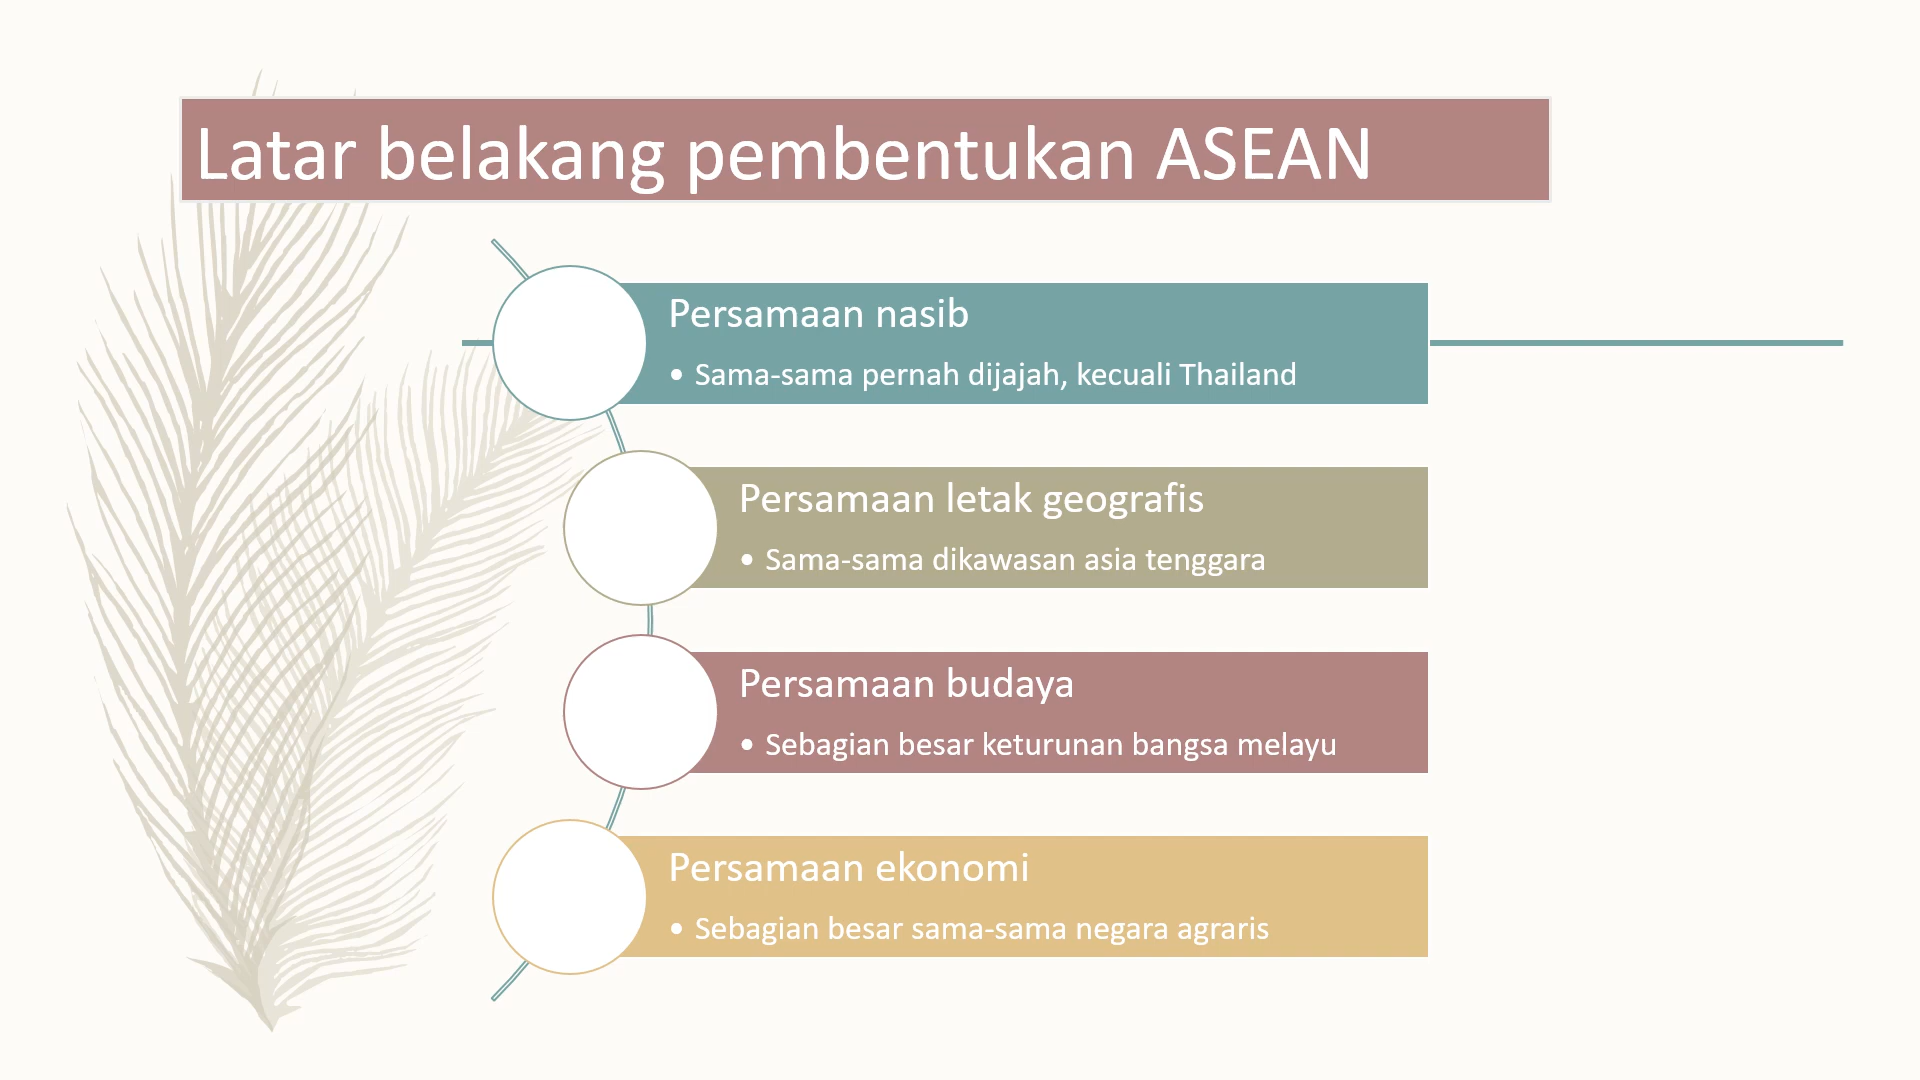 Latar belakang pembentukan ASEAN
Persamaan nasib
• Sama-sama pernah dijajah, kecuali Thailand
Persamaan letak geografis
• Sama-sama dikawasan asia tenggara
Persamaan budaya
• Sebagian besar keturunan bangsa melayu
Persamaan ekonomi
• Sebagian besar sama-sama negara agraris